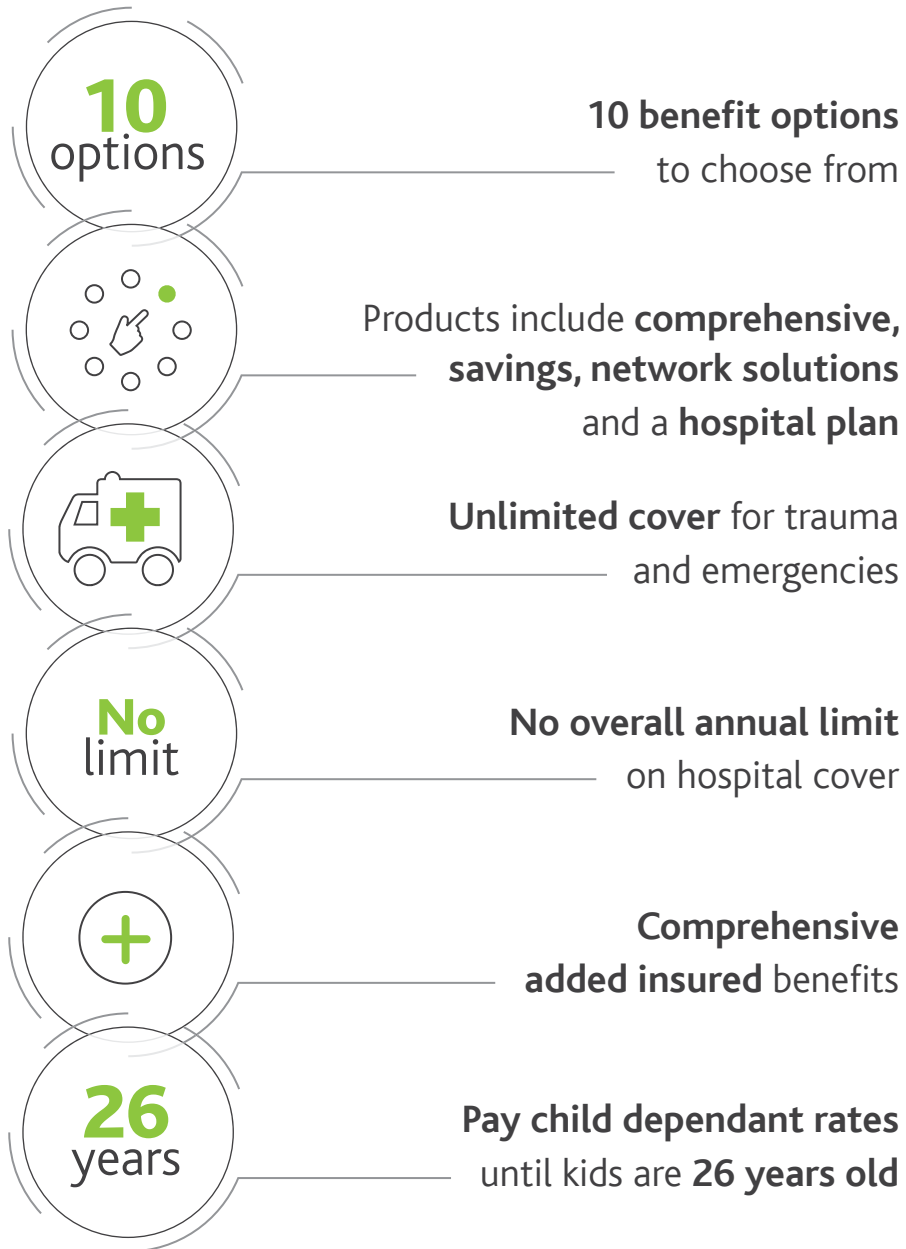 10
options
10 benefit options
to choose from
Products include comprehensive,
savings, network solutions
and a hospital plan
Unlimited cover for trauma
and emergencies
No
limit
No overall annual limit
on hospital cover
Comprehensive
added insured benefits
26
years
Pay child dependant rates
until kids are 26 years old